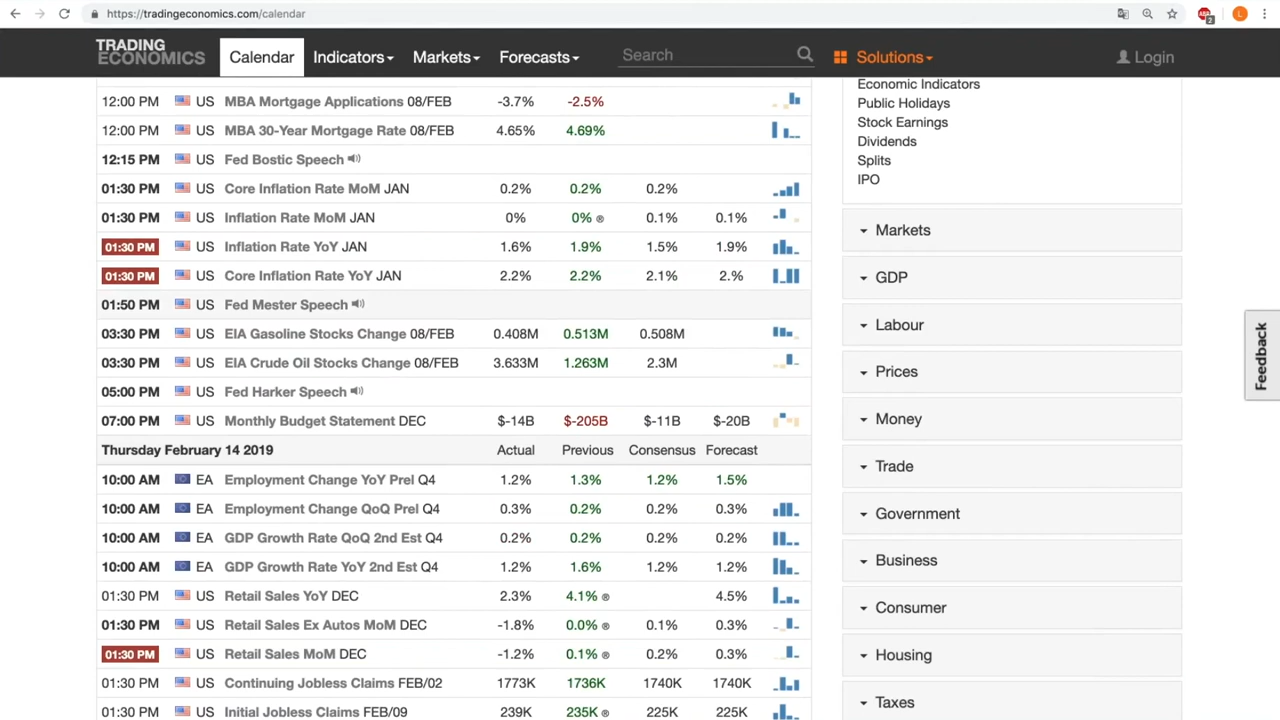 https://tradingeconomics.com/calendar
2
L
TRADING ECONOMICS Calendar Indicators Markets Forecasts Search Solutions Login
12:00 PM US MBA Mortgage Applications 08/FEB -3.7% -2.5%
12:00 PM US MBA 30-Year Mortgage Rate 08/FEB 4.65% 4.69%
12:15 PM US Fed Bostic Speech
01:30 PM US Core Inflation Rate MoM JAN 0.2% 0.2% 0.2%
01:30 PM US Inflation Rate MoM JAN 0% 0% ® 0.1% 0.1%
01:30 PM US Inflation Rate YoY JAN 1.6% 1.9% 1.5% 1.9%
01:30 PM US Core Inflation Rate YoY JAN 2.2% 2.2% 2.1% 2.%
01:50 PM US Fed Mester Speech
03:30 PM US EIA Gasoline Stocks Change 08/FEB 0.408M 0.513M 0.508M
03:30 PM US EIA Crude Oil Stocks Change 08/FEB 3.633M 1.263M 2.3M
05:00 PM US Fed Harker Speech
07:00 PM US Monthly Budget Statement DEC $-14B $-205B $-11B $-20B
Thursday February 14 2019 Actual Previous Consensus Forecast
10:00 AM EA Employment Change YoY Prel Q4 1.2% 1.3% 1.2% 1.5%
10:00 AM EA Employment Change QoQ Prel Q4 0.3% 0.2% 0.2% 0.3%
10:00 AM EA GDP Growth Rate QoQ 2nd Est Q4 0.2% 0.2% 0.2% 0.2%
10:00 AM EA GDP Growth Rate YoY 2nd Est Q4 1.2% 1.6% 1.2% 1.2%
01:30 PM US Retail Sales YoY DEC 2.3% 4.1% ® 4.5%
01:30 PM US Retail Sales Ex Autos MoM DEC -1.8% 0.0% ® 0.1% 0.3%
01:30 PM US Retail Sales MoM DEC -1.2% 0.1% ® 0.2% 0.3%
01:30 PM US Continuing Jobless Claims FEB/02 1773K 1736K 1740K 1740K
01:30 PM US Initial Jobless Claims FEB/09 239K 235K ® 225K 225K
Economic Indicators
Public Holidays
Stock Earnings
Dividends
Splits
IPO
Markets
GDP
Labour
Prices
Money
Trade
Government
Business
Consumer
Housing
Taxes
Feedback